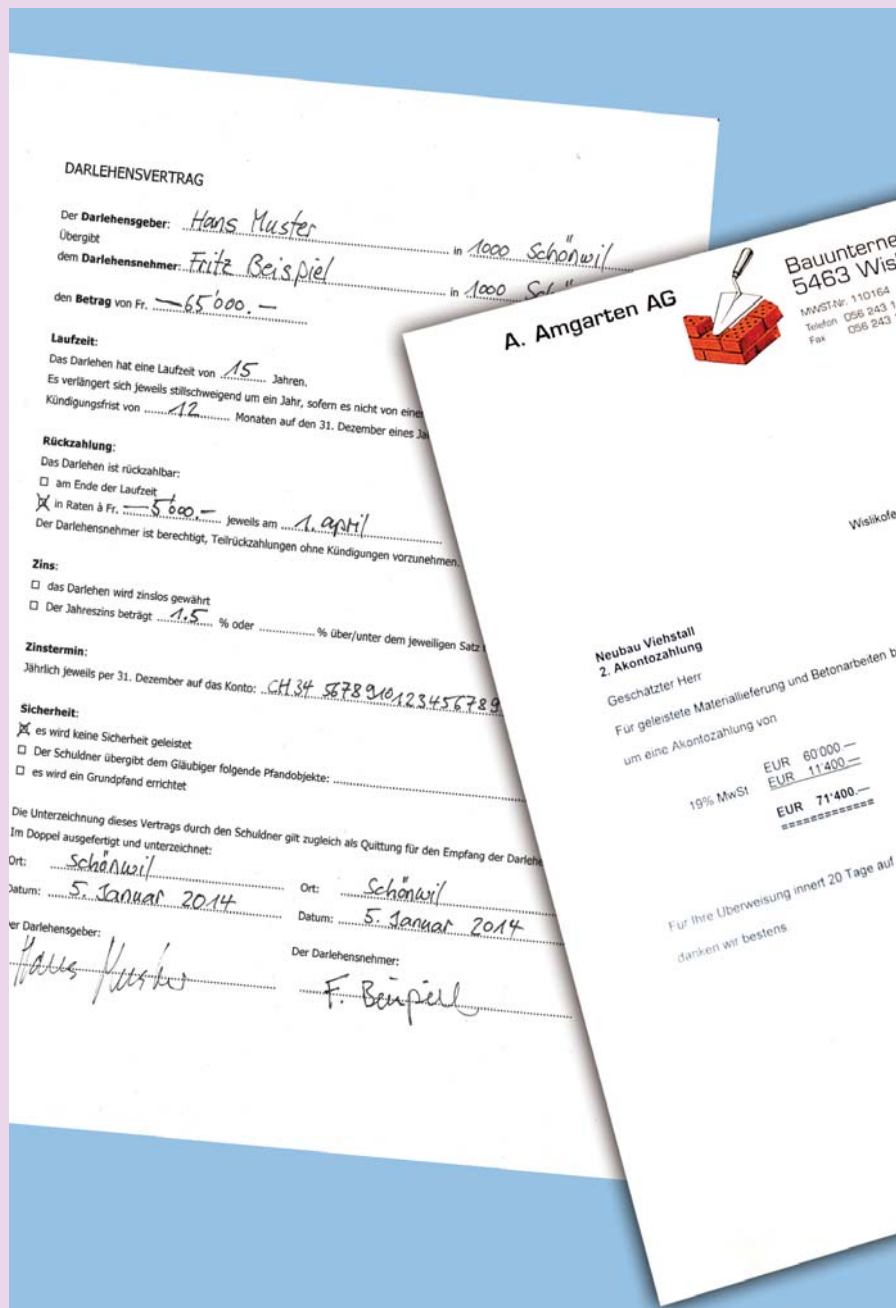 DARLEHENSVERTRAG
Der Darlehensgeber: Hans Muster in 1000 Schönwil
Übergibt
dem Darlehensnehmer: Fritz Beispiel in 1000
den Betrag von Fr. —65'000.—
Laufzeit:
Das Darlehen hat eine Laufzeit von 15 Jahren.
Es verlängert sich jeweils stillschweigend um ein Jahr, sofern es nicht von einer
Kündigungsfrist von 12 Monaten auf den 31. Dezember eines
Rückzahlung:
Das Darlehen ist rückzahlbar:
☐ am Ende der Laufzeit
☒ in Raten à Fr. —5'000.— jeweils am 1. april
Der Darlehensnehmer ist berechtigt, Teilrückzahlungen ohne Kündigungen vorzunehmen.
Zins:
☐ das Darlehen wird zinslos gewährt
☐ Der Jahreszins beträgt 1.5 % oder % über/unter dem jeweiligen Satz
Zinstermin:
Jährlich jeweils per 31. Dezember auf das Konto: CH 34 5678 9101 23456789
Sicherheit:
☒ es wird keine Sicherheit geleistet
☐ Der Schuldner übergibt dem Gläubiger folgende Pfandobjekte:
☐ es wird ein Grundpfand errichtet
Die Unterzeichnung dieses Vertrags durch den Schuldner gilt zugleich als Quittung für den Empfang der Darlehe
Im Doppel ausgefertigt und unterzeichnet:
Ort: Schönwil Ort: Schönwil
Datum: 5. Januar 2014 Datum: 5. Januar 2014
er Darlehensgeber: Der Darlehensnehmer:
Hans Muster F. Beispiel
A. Amgarten AG
Bauunterne
5463 Wisl
MWST-Nr. 110164
Telefon 056 243 1
Fax 056 243
Wislikofe
Neubau Viehstall
2. Akontozahlung
Geschätzter Herr
Für geleistete Materiallieferung und Betonarbeiten b
um eine Akontozahlung von
EUR 60'000.—
19% MwSt EUR 11'400.—
EUR 71'400.—
=============
Für Ihre Überweisung innert 20 Tage auf
danken wir bestens